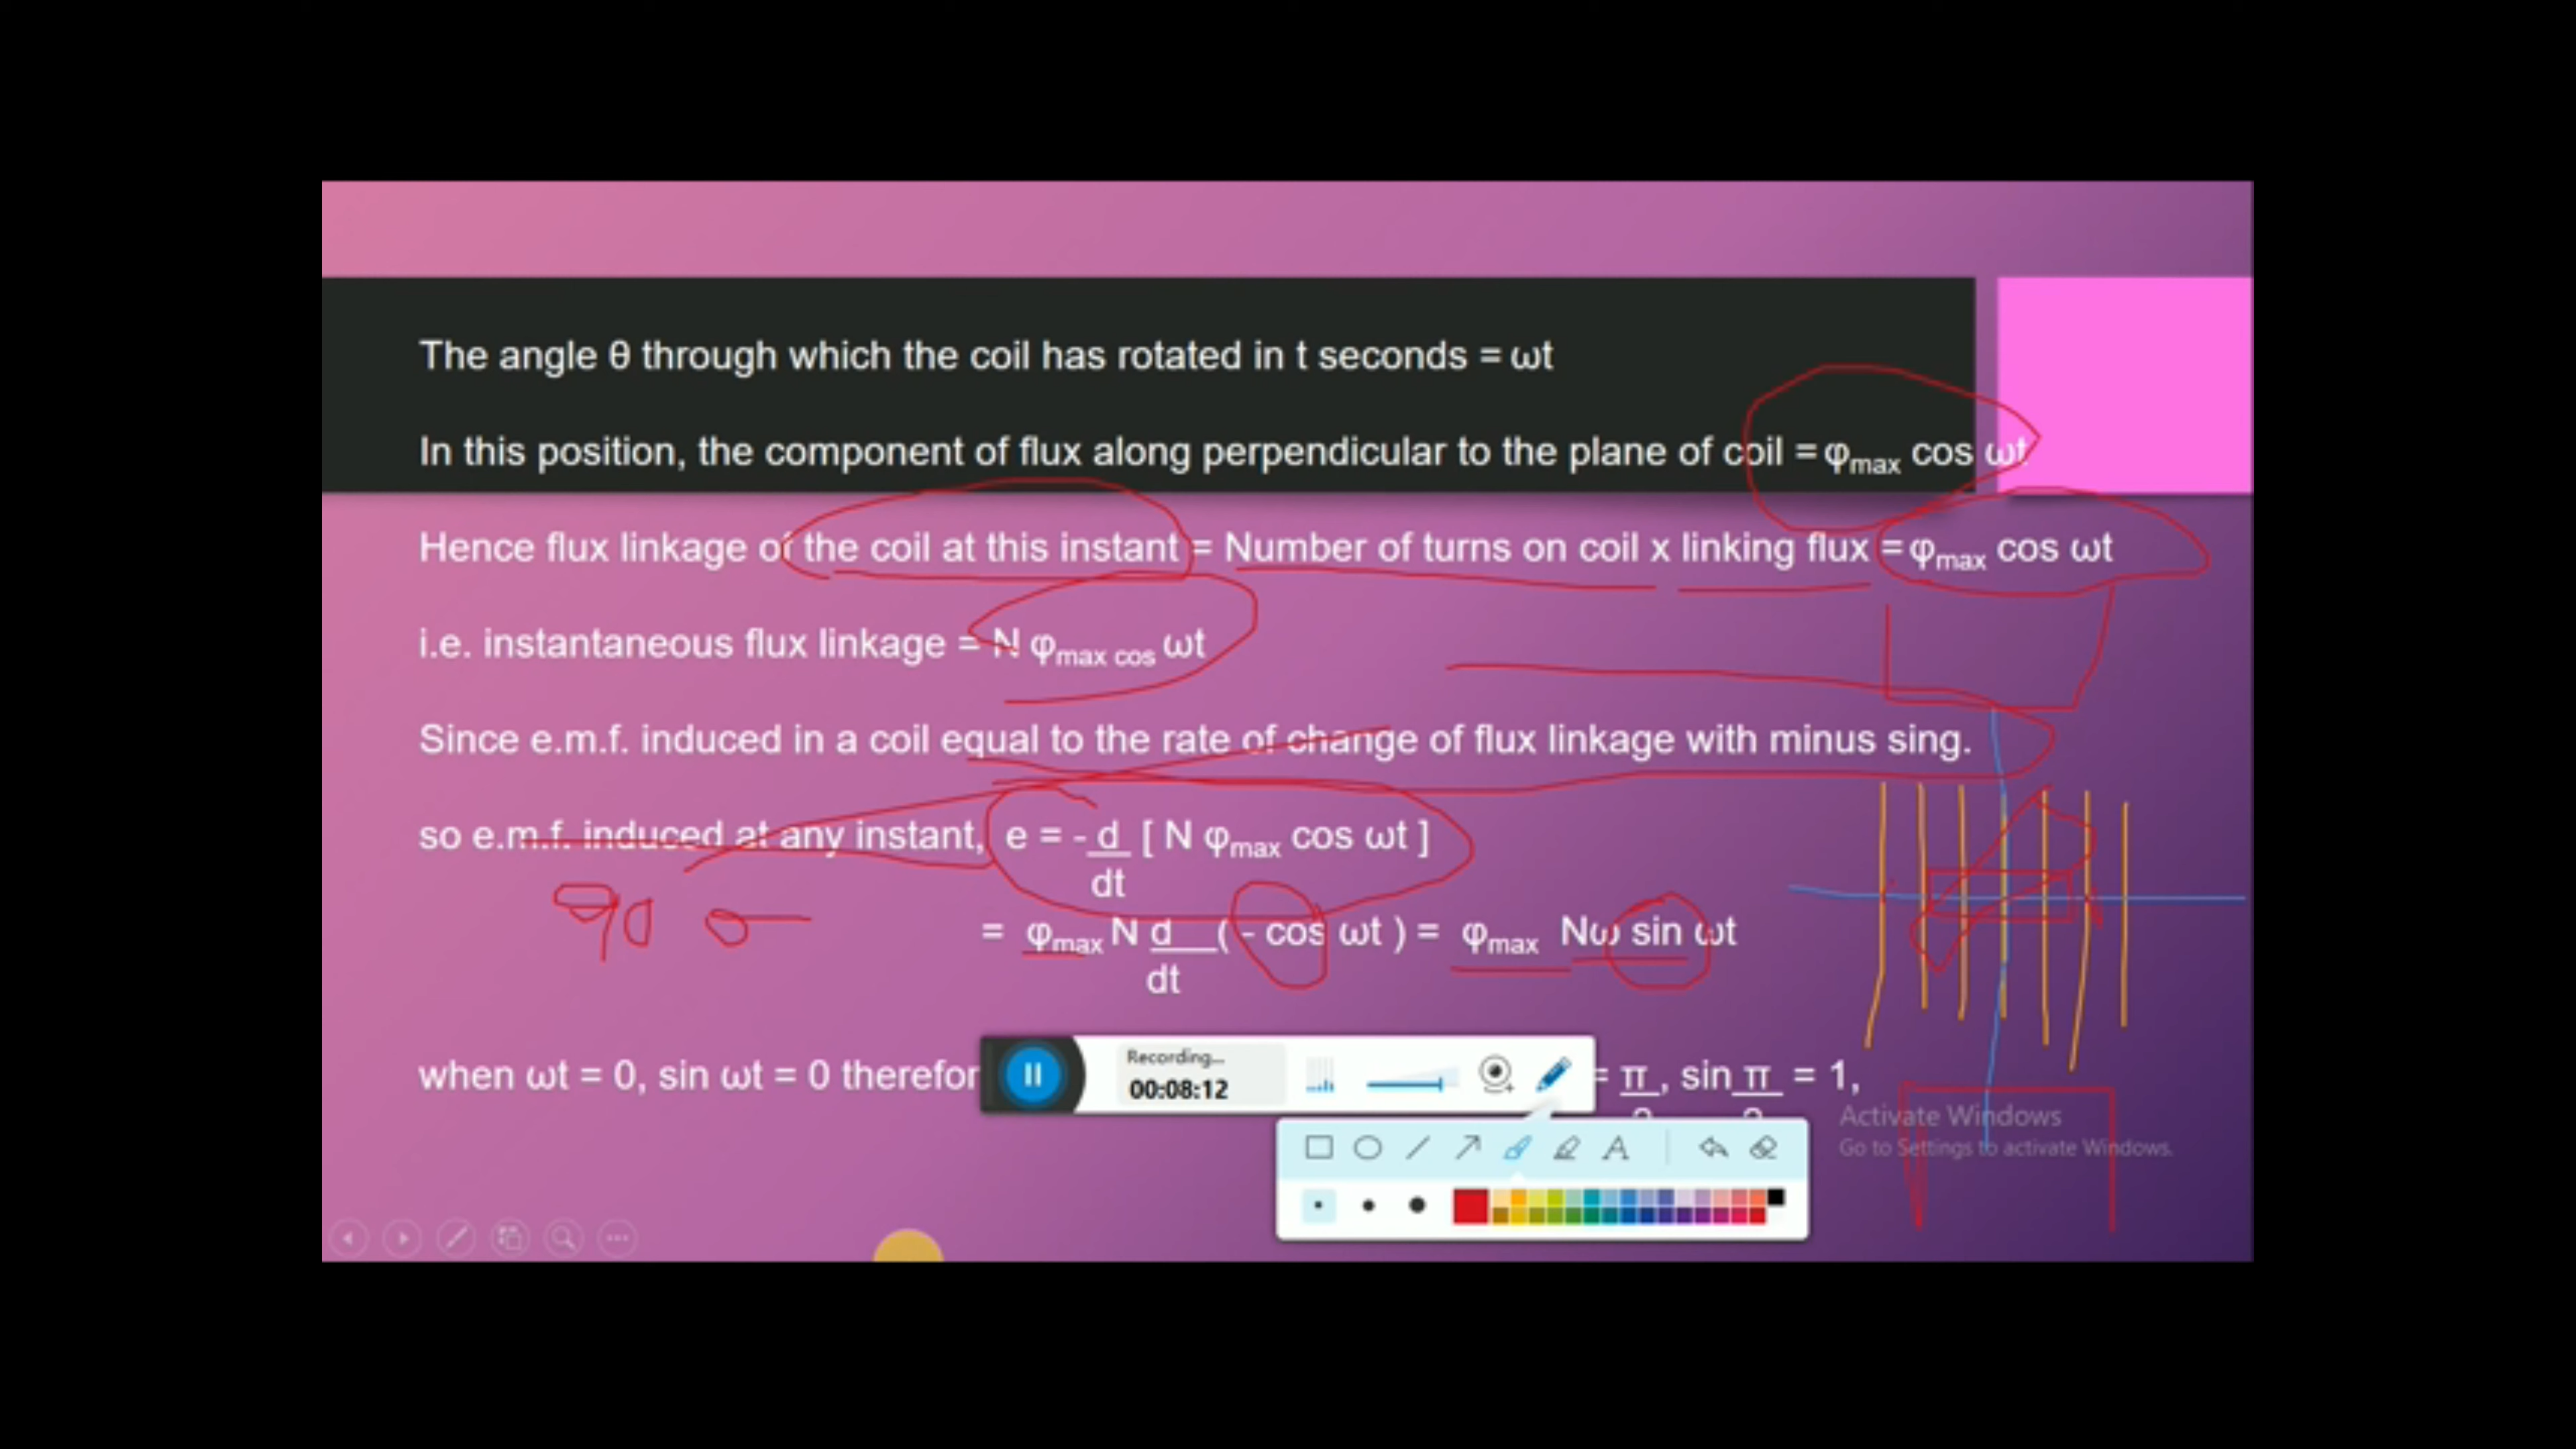 The angle θ through which the coil has rotated in t seconds = ωt
In this position, the component of flux along perpendicular to the plane of coil = φmax cos ωt
Hence flux linkage of the coil at this instant = Number of turns on coil x linking flux = φmax cos ωt
i.e. instantaneous flux linkage = N φmax cos ωt
Since e.m.f. induced in a coil equal to the rate of change of flux linkage with minus sing.
so e.m.f. induced at any instant, e = - d [ N φmax cos ωt ]
dt
90
= φmax N d ( - cos ωt ) = φmax Nω sin ωt
dt
when ωt = 0, sin ωt = 0 = π, sin π = 1,
Recording...
00:08:12
Activate Windows
Go to Settings to activate Windows.
A